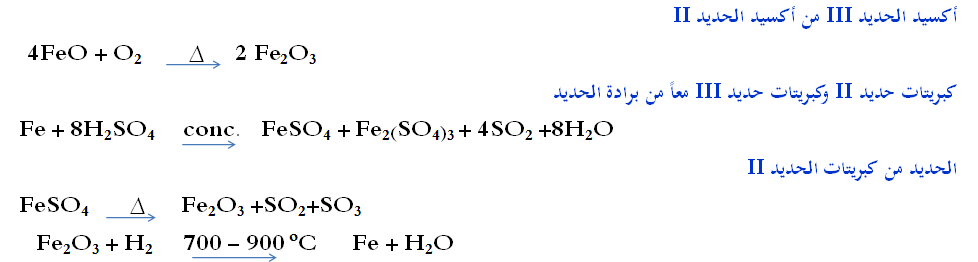 أكسيد الحديد III من أكسيد الحديد II
4FeO + O₂ Δ→ 2 Fe₂O₃
كبريتات حديد II وكبريتات حديد III معاً من برادة الحديد
Fe + 8H₂SO₄ conc.→ FeSO₄ + Fe₂₍SO₄₎₃ + 4SO₂ +8H₂O
الحديد من كبريتات الحديد II
FeSO₄ Δ→ Fe₂O₃ +SO₂+SO₃
Fe₂O₃ + H₂ 700 – 900 °C→ Fe + H₂O